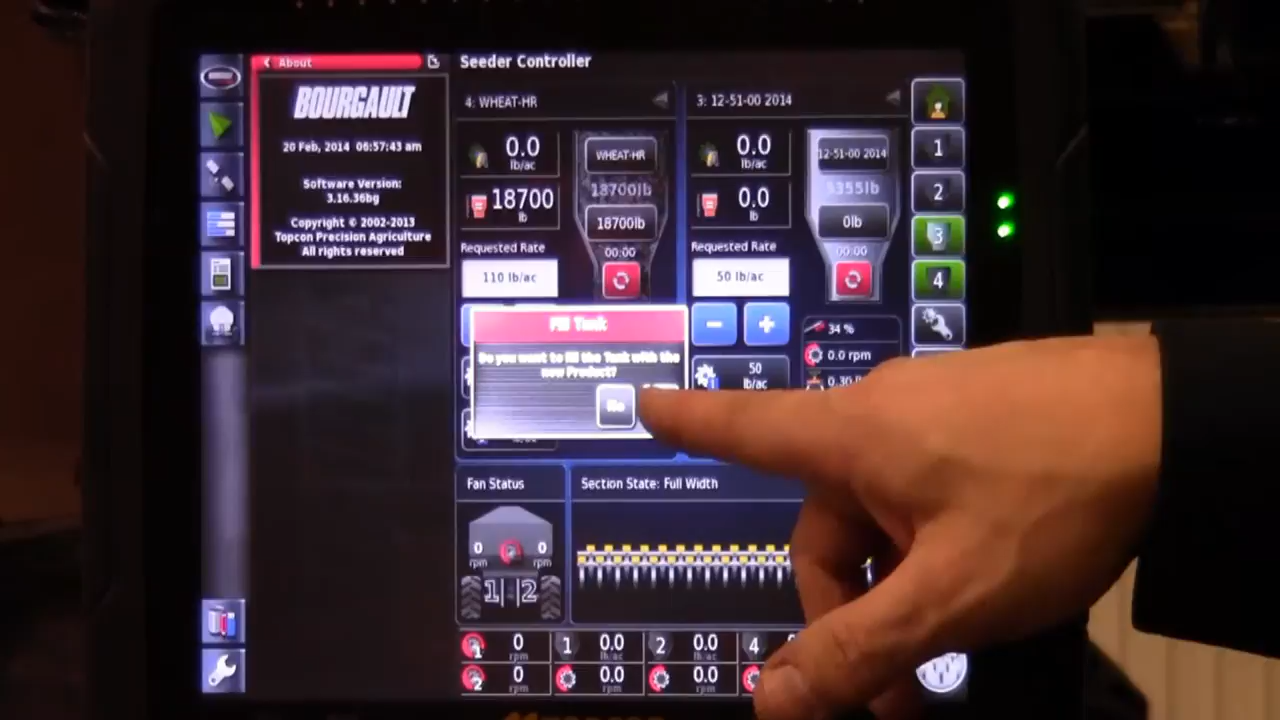 About
BOURGAULT
20 Feb, 2014 06:57:43 am
Software Version:
3.16.36bg
Copyright © 2002-2013
Topcon Precision Agriculture
All rights reserved
Seeder Controller
4: WHEAT-HR
0.0
lb/ac
18700
lb
WHEAT-HR
18700lb
18700lb
00:00
Requested Rate
110 lb/ac
3: 12-51-00 2014
0.0
lb/ac
0.0
lb
12-51-00 2014
5355lb
0lb
00:00
Requested Rate
50 lb/ac
1
2
3
4
Fill Tank
Do you want to fill the Tank with the
new Product?
No
50
lb/ac
34 %
0.0 rpm
Fan Status
0
rpm
0
rpm
1 2
Section State: Full Width
1
0
rpm
1
0.0
lb/ac
2
0.0
lb/ac
4
2
0
rpm
0.0
rpm
0.0
rpm